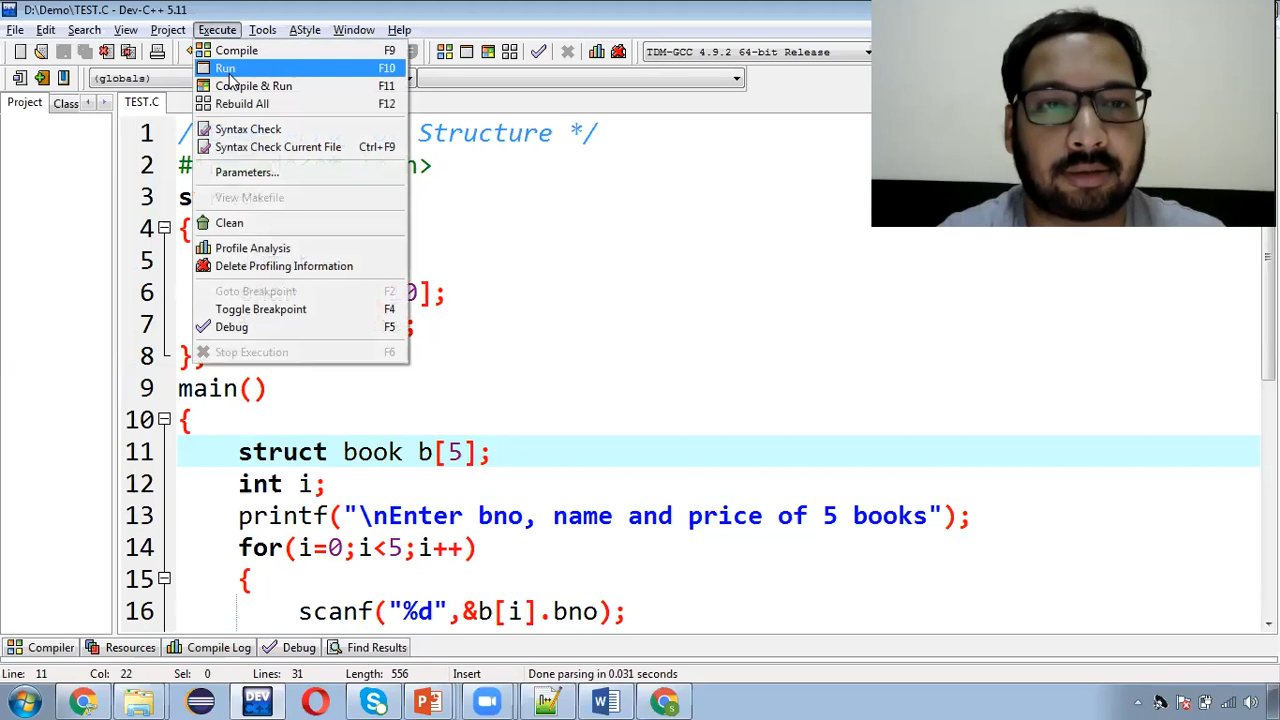 D:\Demo\TEST.C - Dev-C++ 5.11
File Edit Search View Project Execute Tools AStyle Window Help
TDM-GCC 4.9.2 64-bit Release
(globals)
Project Class TEST.C
Compile F9
Run F10
Compile & Run F11
Rebuild All F12
Syntax Check
Syntax Check Current File Ctrl+F9
Parameters...
View Makefile
Clean
Profile Analysis
Delete Profiling Information
Goto Breakpoint F2
Toggle Breakpoint F4
Debug F5
Stop Execution F6
1 / Structure */
2 # >
3 s
4 {
5
6 0];
7 ;
8 };
9 main()
10 {
11 struct book b[5];
12 int i;
13 printf("\nEnter bno, name and price of 5 books");
14 for(i=0;i<5;i++)
15 {
16 scanf("%d",&b[i].bno);
Compiler Resources Compile Log Debug Find Results
Line: 11 Col: 22 Sel: 0 Lines: 31 Length: 556 Insert Done parsing in 0.031 seconds
DEV C++